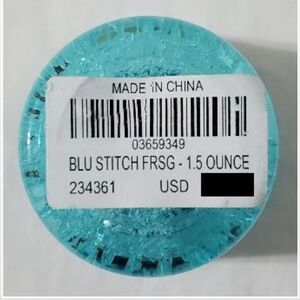 MADE IN CHINA
03659349
BLU STITCH FRSG - 1.5 OUNCE
234361 USD